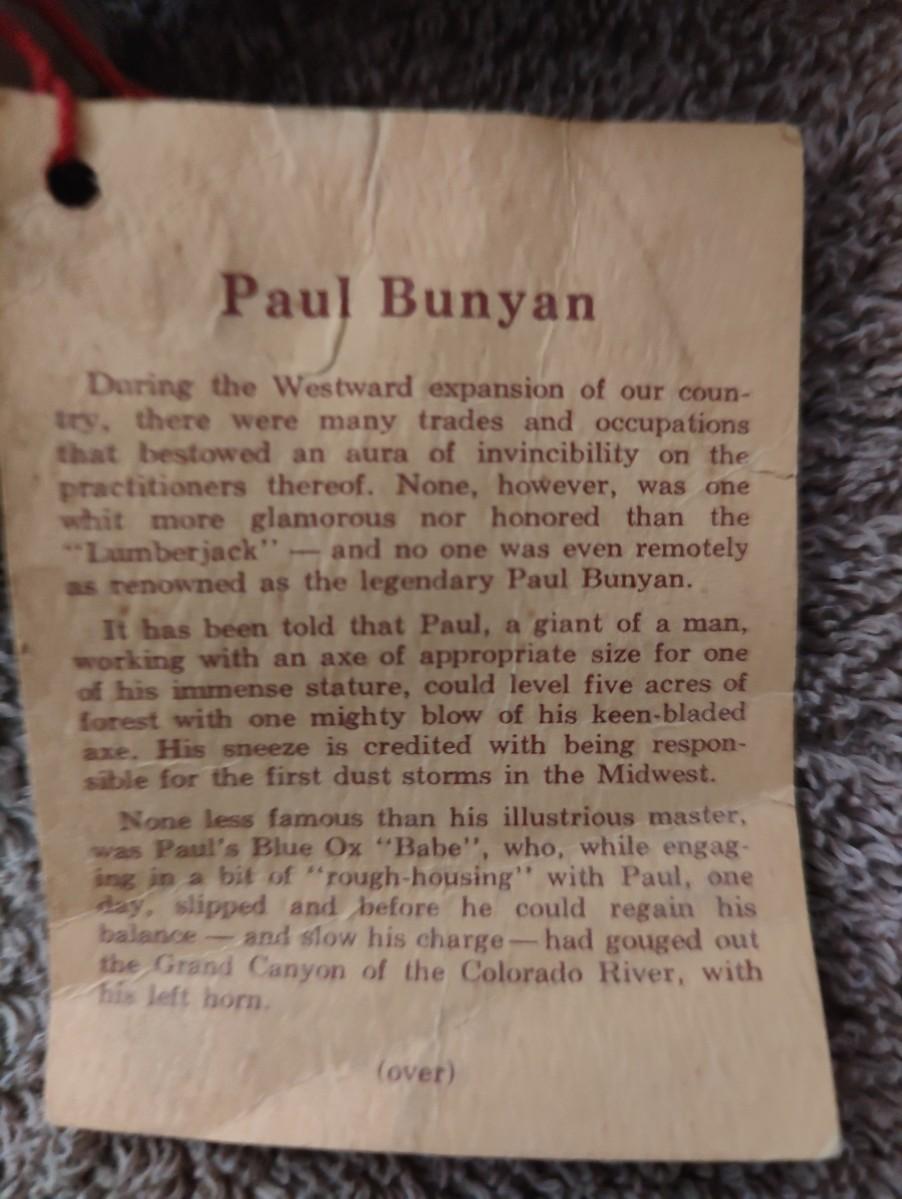 Paul Bunyan
During the Westward expansion of our coun-
try, there were many trades and occupations
that bestowed an aura of invincibility on the
practitioners thereof. None, however, was one
whit more glamorous nor honored than the
"Lumberjack" — and no one was even remotely
as renowned as the legendary Paul Bunyan.
It has been told that Paul, a giant of a man,
working with an axe of appropriate size for one
of his immense stature, could level five acres of
forest with one mighty blow of his keen-bladed
axe. His sneeze is credited with being respon-
sible for the first dust storms in the Midwest.
None less famous than his illustrious master,
was Paul's Blue Ox "Babe", who, while engag-
ing in a bit of "rough-housing" with Paul, one
day, slipped and before he could regain his
balance — and slow his charge — had gouged out
the Grand Canyon of the Colorado River, with
his left horn.
(over)